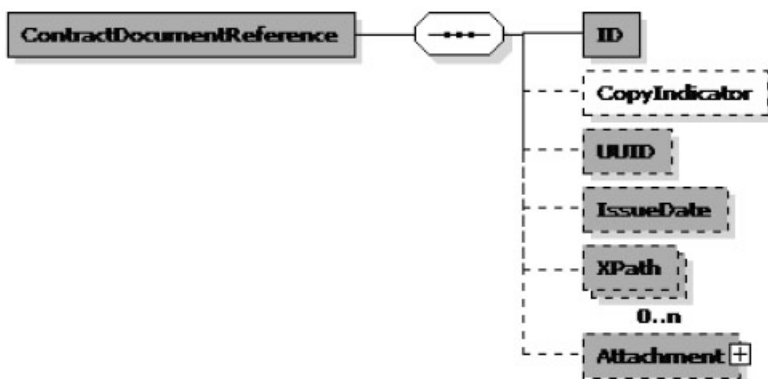 ContractDocumentReference
ID
CopyIndicator
UUID
IssueDate
XPath
0..n
Attachment